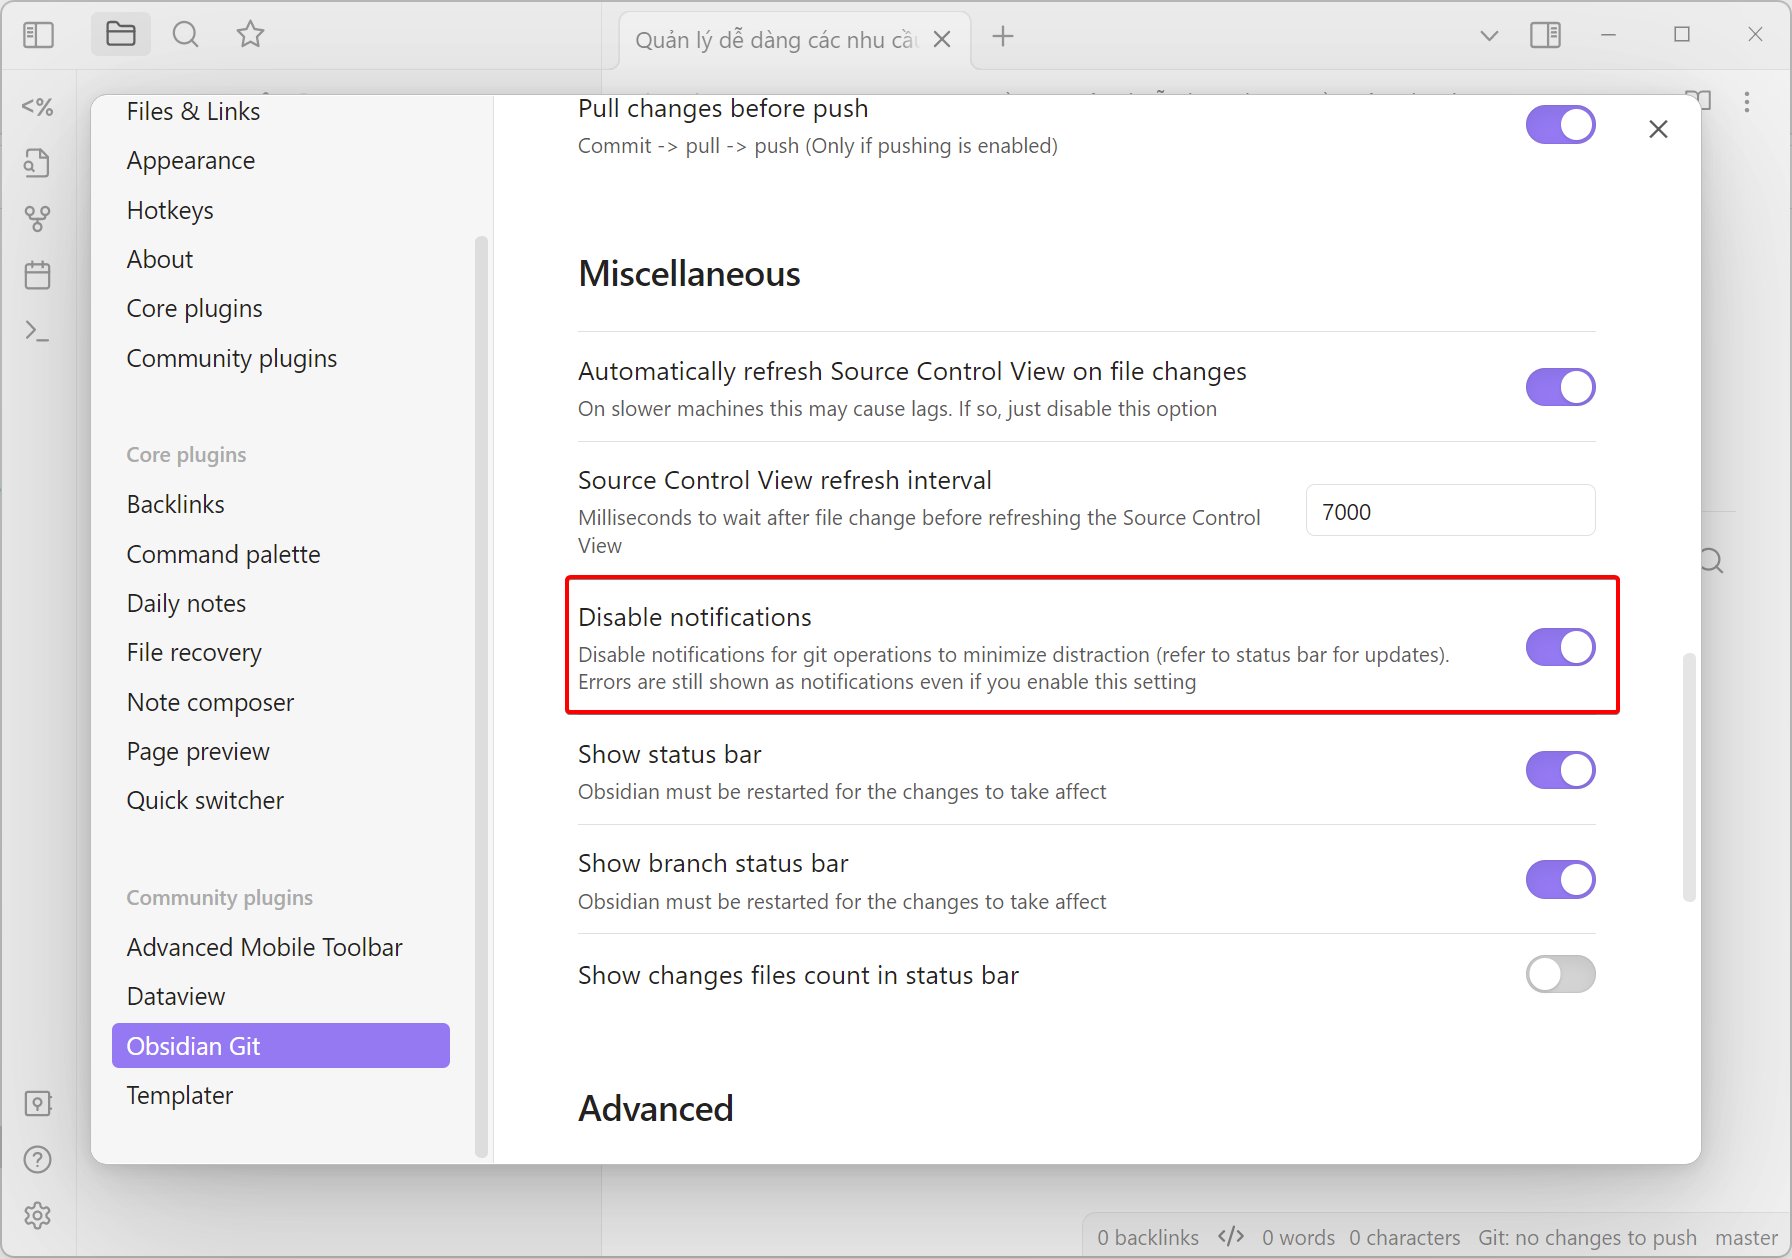 Quản lý dễ dàng các nhu cầu
Files & Links
Appearance
Hotkeys
About
Core plugins
Community plugins
Core plugins
Backlinks
Command palette
Daily notes
File recovery
Note composer
Page preview
Quick switcher
Community plugins
Advanced Mobile Toolbar
Dataview
Obsidian Git
Templater
Pull changes before push
Commit -> pull -> push (Only if pushing is enabled)
Miscellaneous
Automatically refresh Source Control View on file changes
On slower machines this may cause lags. If so, just disable this option
Source Control View refresh interval
Milliseconds to wait after file change before refreshing the Source Control
View
7000
Disable notifications
Disable notifications for git operations to minimize distraction (refer to status bar for updates).
Errors are still shown as notifications even if you enable this setting
Show status bar
Obsidian must be restarted for the changes to take affect
Show branch status bar
Obsidian must be restarted for the changes to take affect
Show changes files count in status bar
Advanced
0 backlinks </> 0 words 0 characters Git: no changes to push master